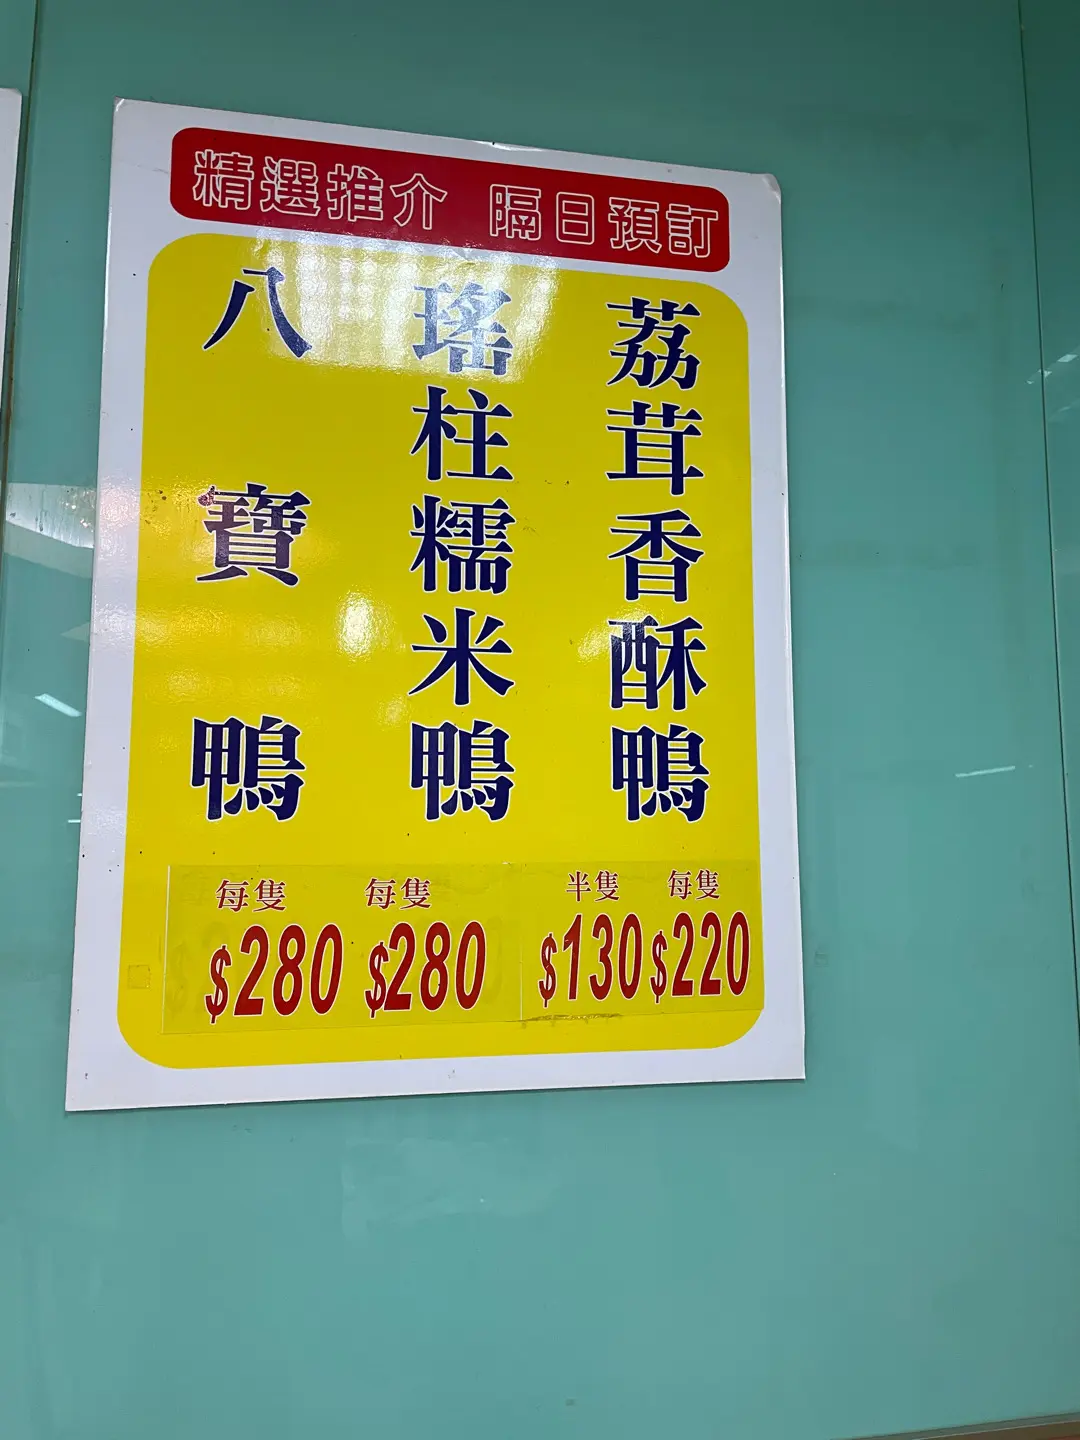 精選推介 隔日預訂
荔茸香酥鴨
瑤柱糯米鴨
八寶鴨
每隻 每隻 半隻 每隻
$280 $280 $130 $220